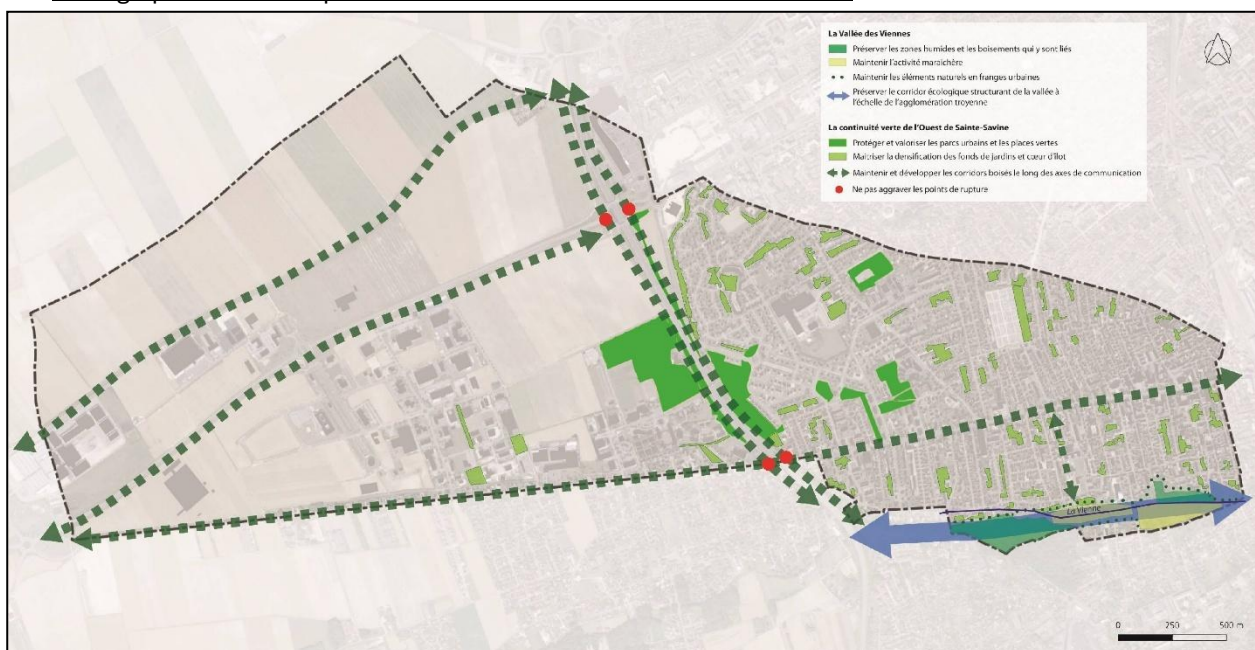 La Vallée des Viennes
Préserver les zones humides et les boisements qui y sont liés
Maintenir l'activité maraichère
Maintenir les éléments naturels en franges urbaines
Préserver le corridor écologique structurant de la vallée à
l'échelle de l'agglomération troyenne
La continuité verte de l'Ouest de Sainte-Savine
Protéger et valoriser les parcs urbains et les places vertes
Maîtriser la densification des fonds de jardins et cœur d'îlot
Maintenir et développer les corridors boisés le long des axes de communication
Ne pas aggraver les points de rupture
La Vienne
0 250 500 m